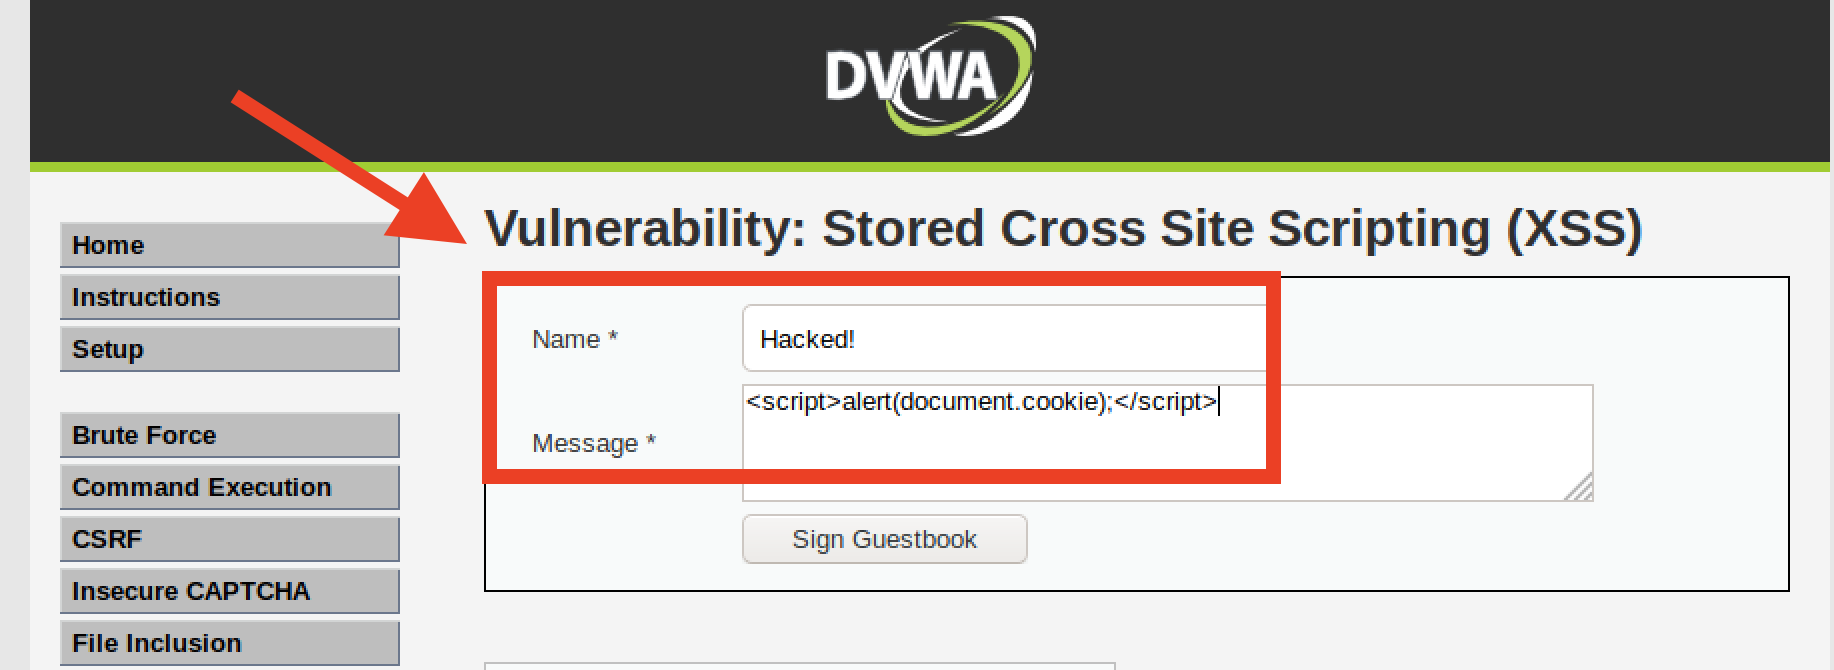 DVWA
Home
Instructions
Setup
Brute Force
Command Execution
CSRF
Insecure CAPTCHA
File Inclusion
Vulnerability: Stored Cross Site Scripting (XSS)
Name * Hacked!
Message * <script>alert(document.cookie);</script>
Sign Guestbook